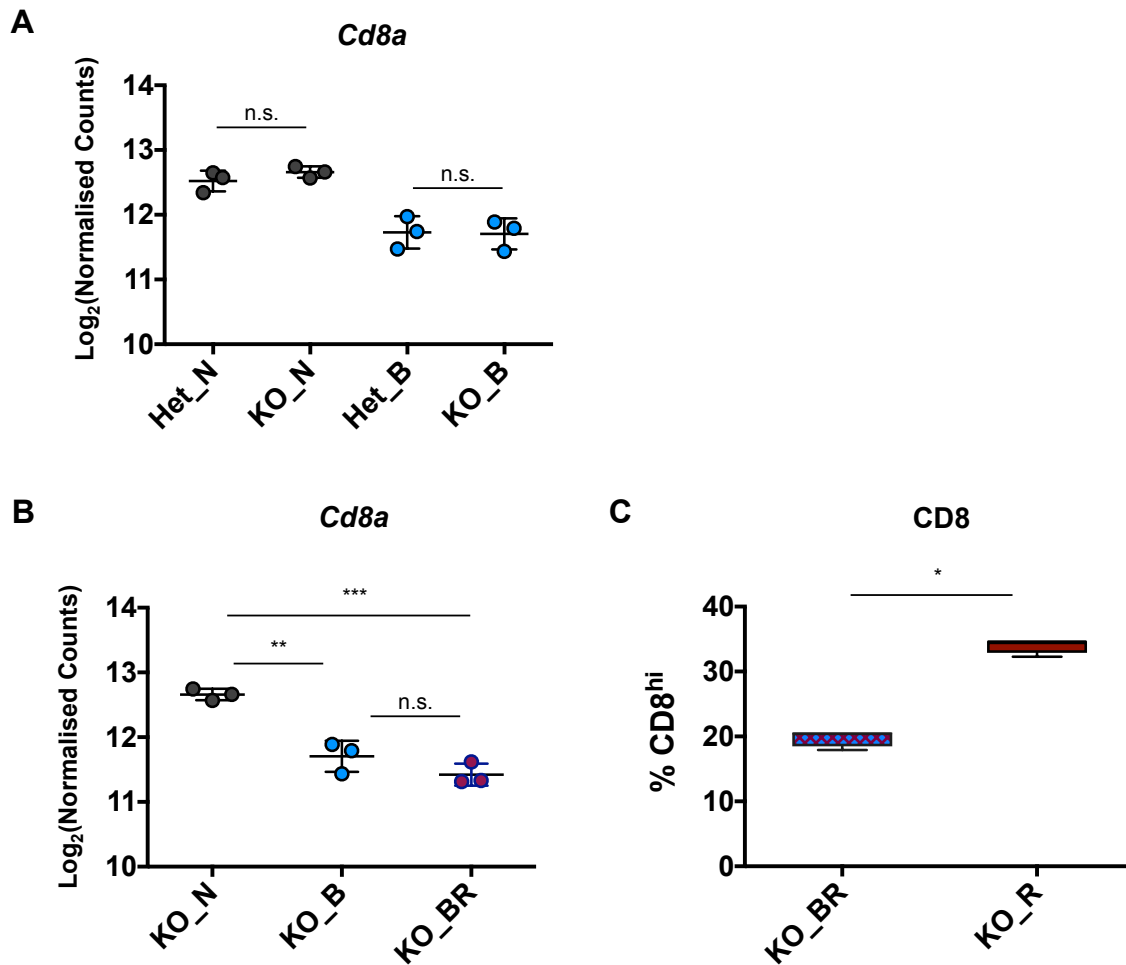 A
Cd8a
Log₂(Normalised Counts)
14
13
12
11
10
n.s.
n.s.
Het_N
KO_N
Het_B
KO_B
B
Cd8a
Log₂(Normalised Counts)
14
13
12
11
10
***
**
n.s.
KO_N
KO_B
KO_BR
C
CD8
% CD8ʰⁱ
40
30
20
10
0
*
KO_BR
KO_R